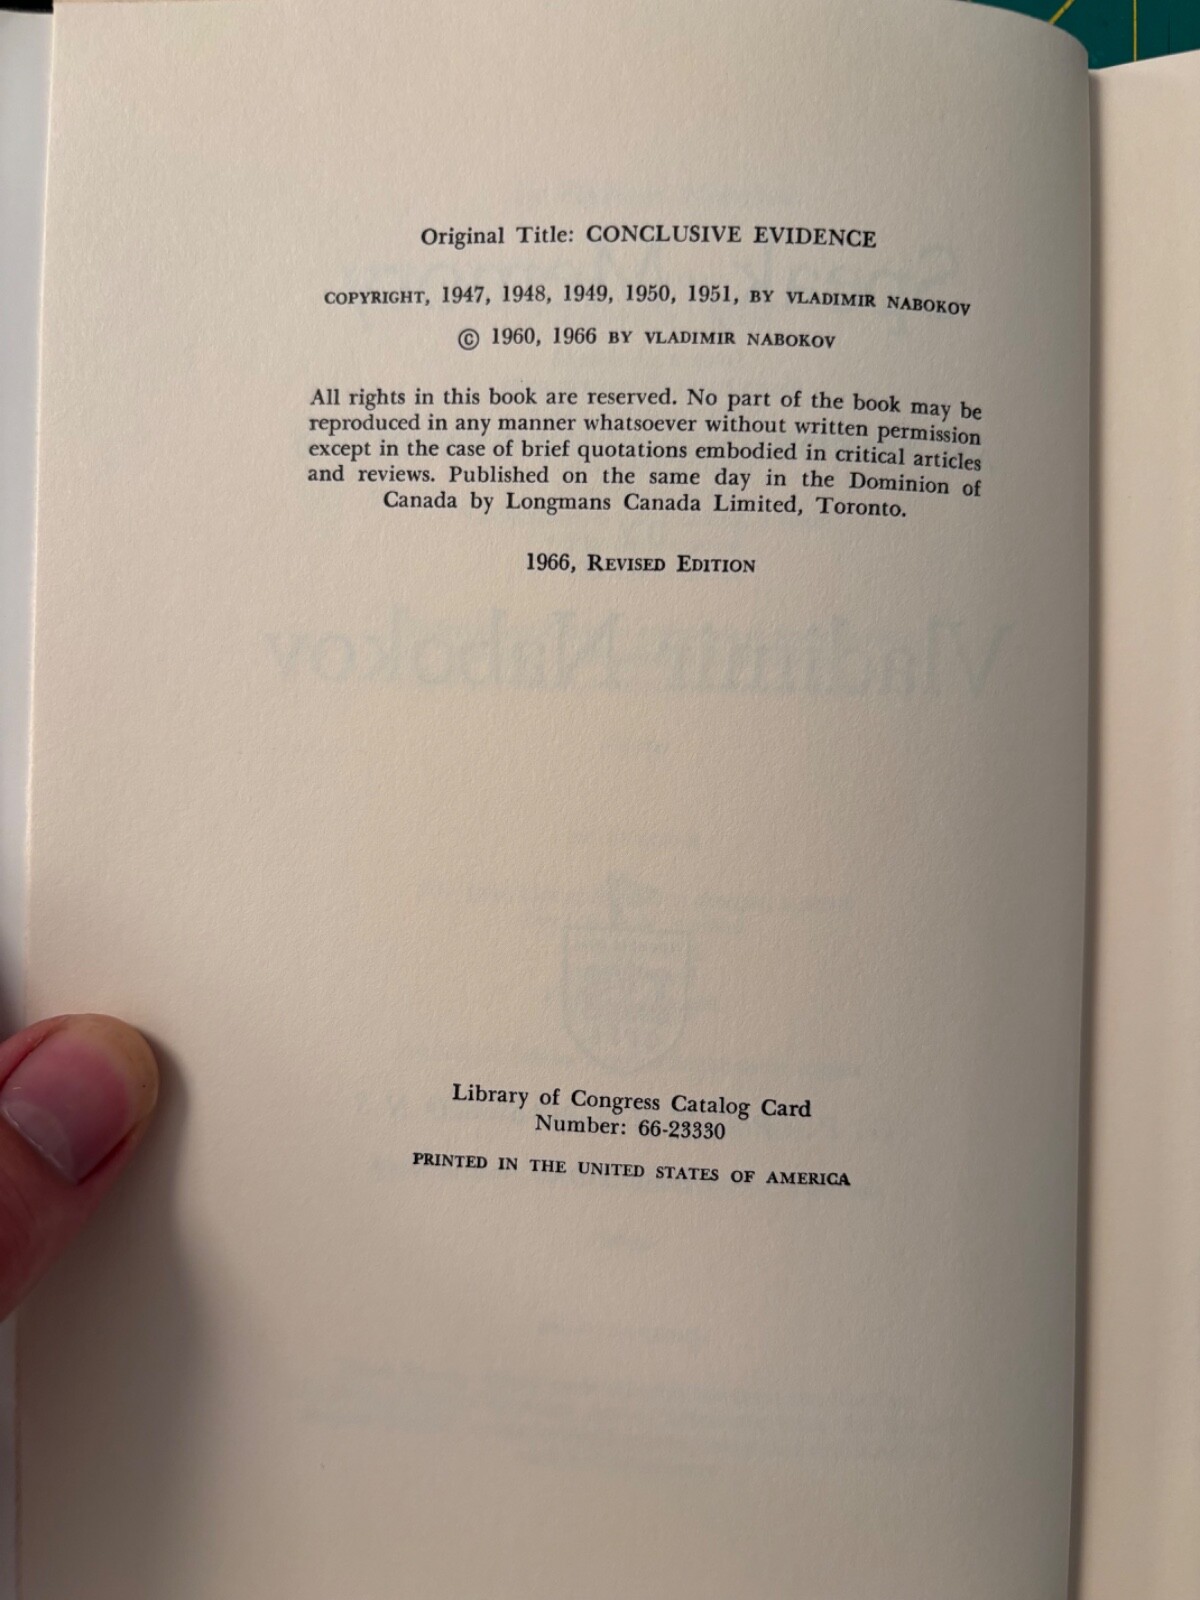 Original Title: CONCLUSIVE EVIDENCE
COPYRIGHT, 1947, 1948, 1949, 1950, 1951, BY VLADIMIR NABOKOV
© 1960, 1966 BY VLADIMIR NABOKOV
All rights in this book are reserved. No part of the book may be
reproduced in any manner whatsoever without written permission
except in the case of brief quotations embodied in critical articles
and reviews. Published on the same day in the Dominion of
Canada by Longmans Canada Limited, Toronto.
1966, REVISED EDITION
Vladimir Nabokov
Library of Congress Catalog Card
Number: 66-23330
PRINTED IN THE UNITED STATES OF AMERICA